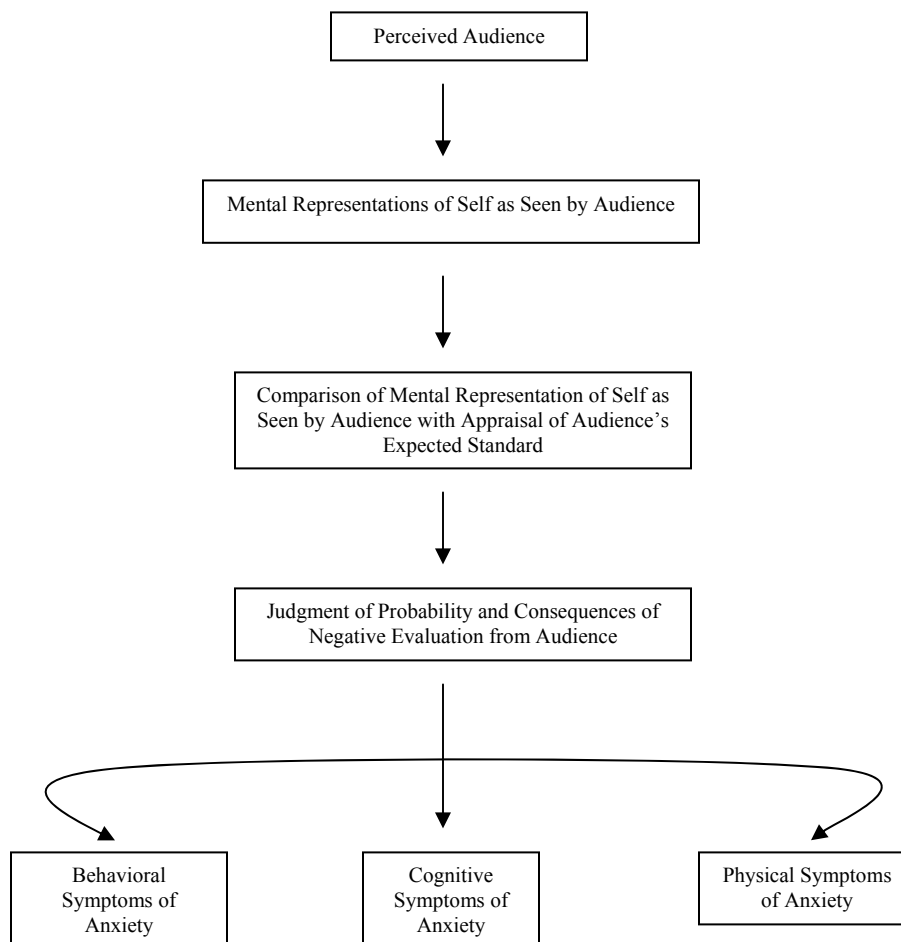 Perceived Audience
Mental Representations of Self as Seen by Audience
Comparison of Mental Representation of Self as
Seen by Audience with Appraisal of Audience’s
Expected Standard
Judgment of Probability and Consequences of
Negative Evaluation from Audience
Behavioral
Symptoms of
Anxiety
Cognitive
Symptoms of
Anxiety
Physical Symptoms
of Anxiety